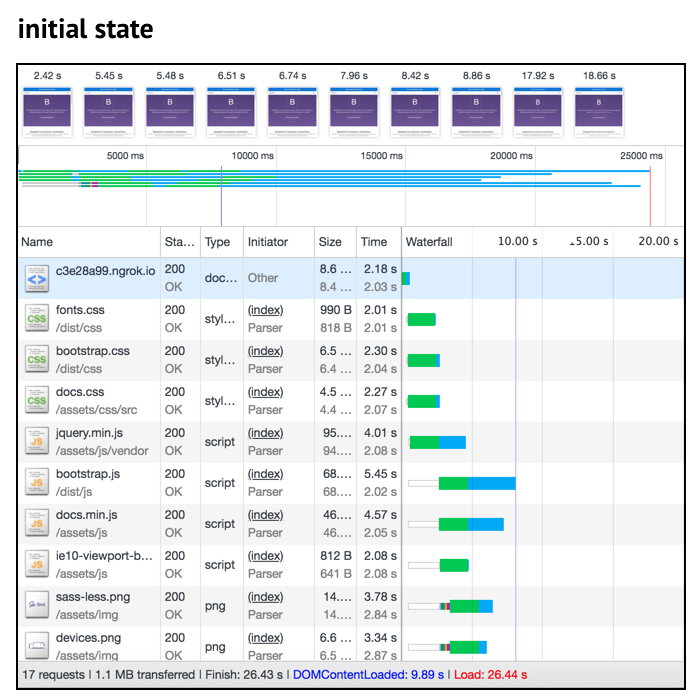 initial state
2.42 s 5.45 s 5.48 s 6.51 s 6.74 s 7.96 s 8.42 s 8.86 s 17.92 s 18.66 s
B B B B B B B B B B
5000 ms 10000 ms 15000 ms 20000 ms 25000 ms
Name Sta... Type Initiator Size Time Waterfall 10.00 s 15.00 s 20.00 s
c3e28a99.ngrok.io 200 OK doc... Other 8.6 ... 8.4 ... 2.18 s 2.03 s
fonts.css 200 (index) 990 B 2.01 s
/dist/css OK styl... Parser 818 B 2.01 s
bootstrap.css 200 (index) 6.5 ... 2.30 s
/dist/css OK styl... Parser 6.4 ... 2.04 s
docs.css 200 (index) 4.5 ... 2.27 s
/assets/css/src OK styl... Parser 4.4 ... 2.07 s
jquery.min.js 200 (index) 95.... 4.01 s
/assets/js/vendor OK script Parser 94.... 2.08 s
bootstrap.js 200 (index) 68.... 5.45 s
/dist/js OK script Parser 68.... 2.02 s
docs.min.js 200 (index) 46.... 4.57 s
/assets/js OK script Parser 46.... 2.05 s
ie10-viewport-b... 200 (index) 812 B 2.08 s
/assets/js OK script Parser 641 B 2.08 s
sass-less.png 200 (index) 14.... 3.78 s
/assets/img OK png Parser 14.... 2.84 s
devices.png 200 (index) 6.6 ... 3.34 s
/assets/img OK png Parser 6.5 ... 2.87 s
17 requests | 1.1 MB transferred | Finish: 26.43 s | DOMContentLoaded: 9.89 s | Load: 26.44 s